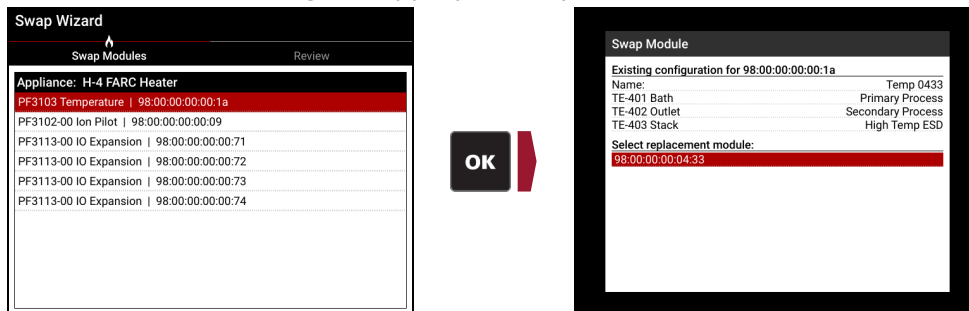 Swap Wizard
Swap Modules Review
Appliance: H-4 FARC Heater
PF3103 Temperature | 98:00:00:00:00:1a
PF3102-00 Ion Pilot | 98:00:00:00:00:09
PF3113-00 IO Expansion | 98:00:00:00:00:71
PF3113-00 IO Expansion | 98:00:00:00:00:72
PF3113-00 IO Expansion | 98:00:00:00:00:73
PF3113-00 IO Expansion | 98:00:00:00:00:74
OK
Swap Module
Existing configuration for 98:00:00:00:00:1a
Name: Temp 0433
TE-401 Bath Primary Process
TE-402 Outlet Secondary Process
TE-403 Stack High Temp ESD
Select replacement module:
98:00:00:00:04:33